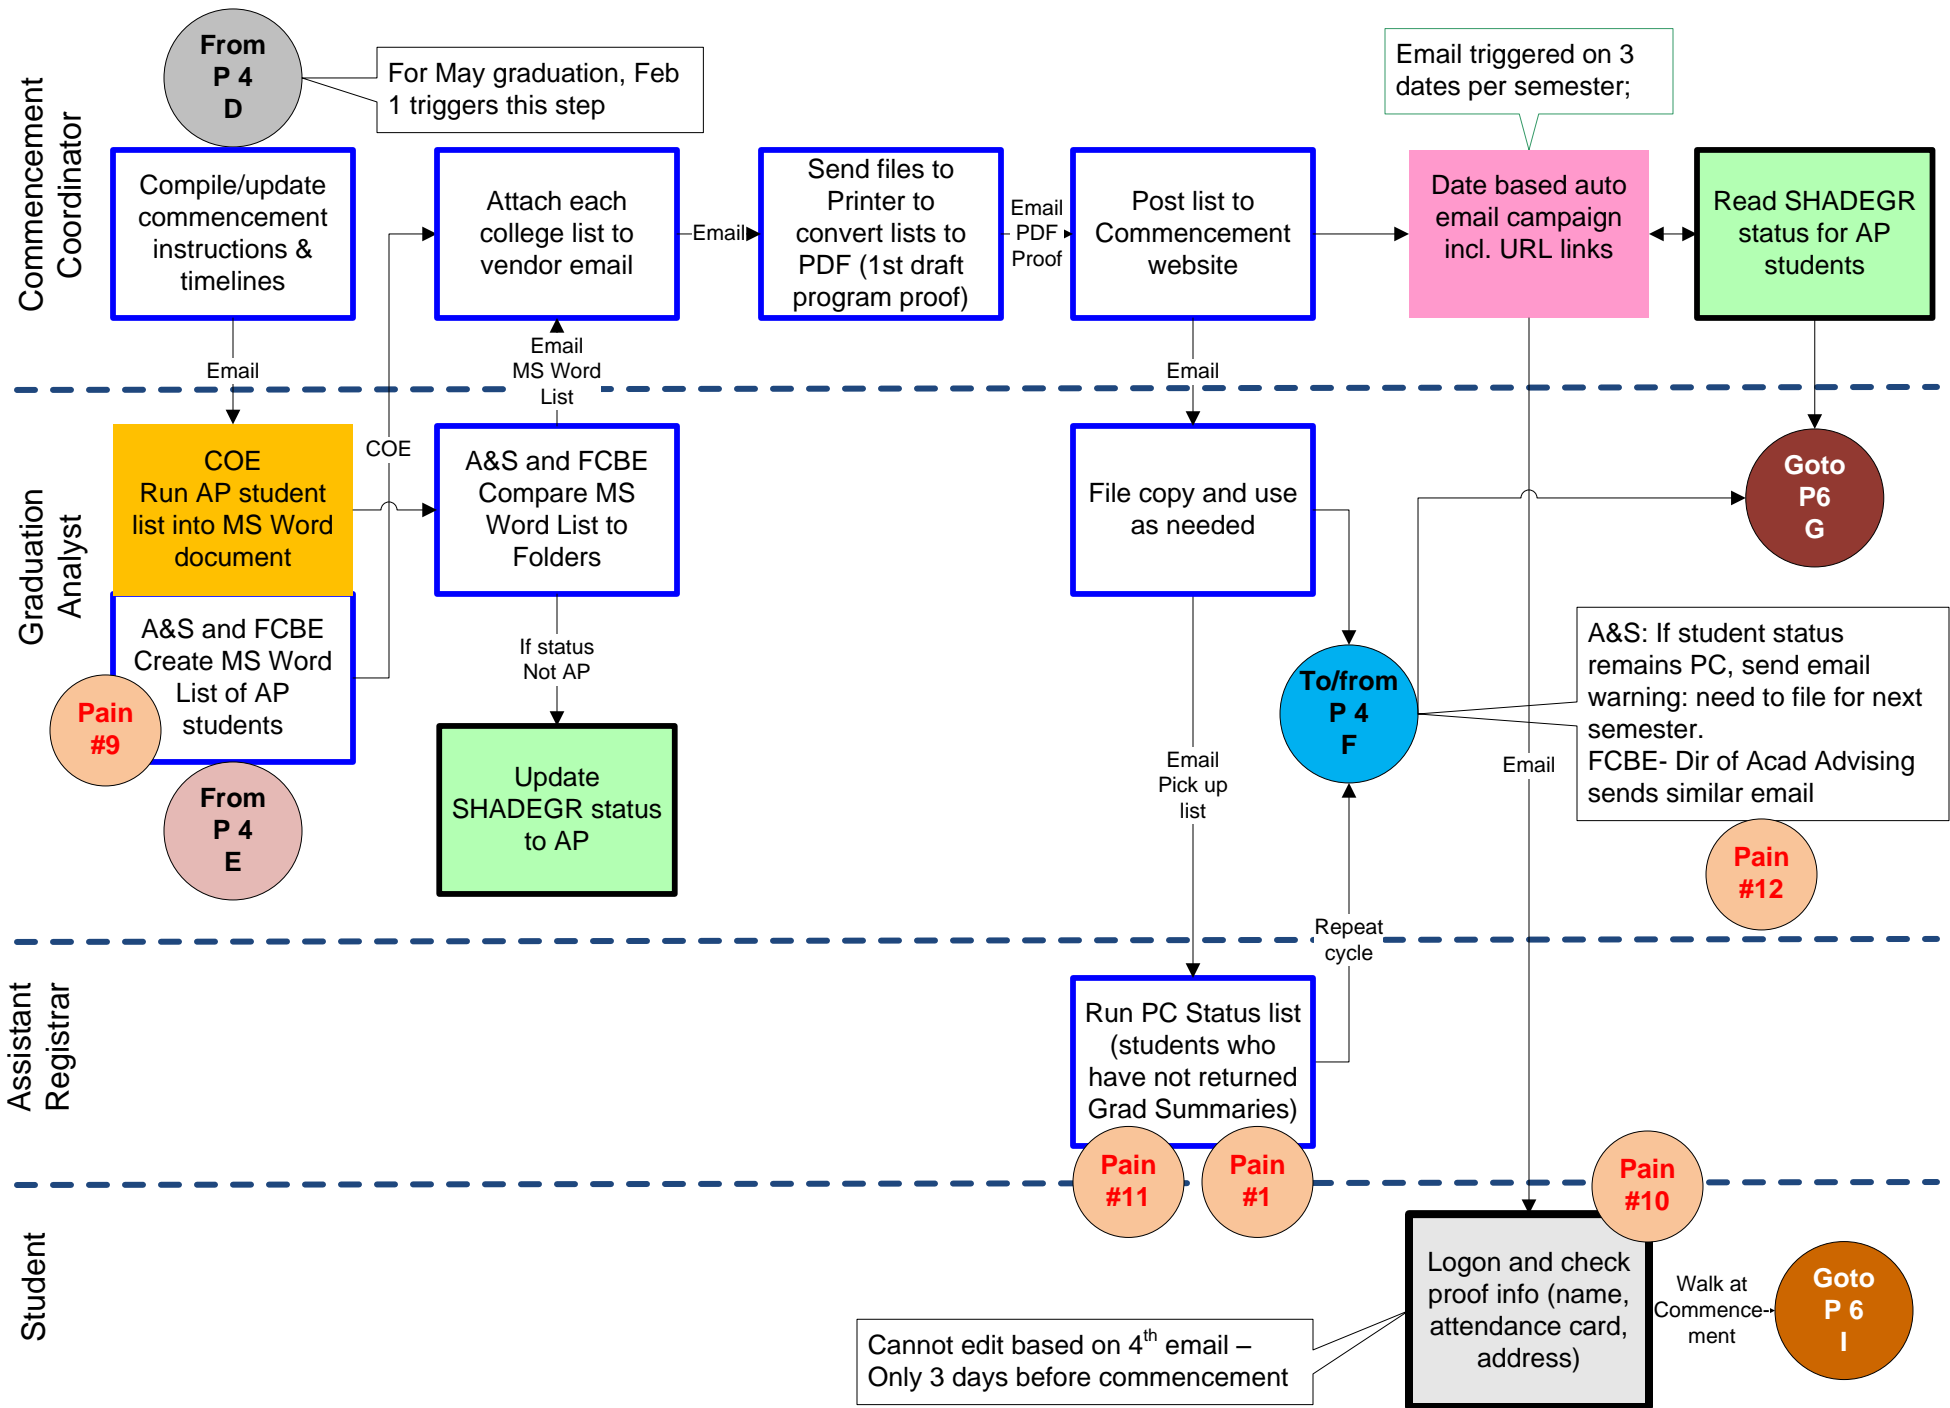 Commencement
Coordinator
From
P 4
D
For May graduation, Feb
1 triggers this step
Email triggered on 3
dates per semester;
Compile/update
commencement
instructions &
timelines
Attach each
college list to
vendor email
Email
Send files to
Printer to
convert lists to
PDF (1st draft
program proof)
Email
PDF
Proof
Post list to
Commencement
website
Date based auto
email campaign
incl. URL links
Read SHADEGR
status for AP
students
Email
Email
MS Word
List
Email
Graduation
Analyst
COE
Run AP student
list into MS Word
document
COE
A&S and FCBE
Compare MS
Word List to
Folders
File copy and use
as needed
Goto
P6
G
A&S and FCBE
Create MS Word
List of AP
students
Pain
#9
From
P 4
E
If status
Not AP
Update
SHADEGR status
to AP
Email
Pick up
list
To/from
P 4
F
Email
A&S: If student status
remains PC, send email
warning: need to file for next
semester.
FCBE- Dir of Acad Advising
sends similar email
Pain
#12
Repeat
cycle
Assistant
Registrar
Run PC Status list
(students who
have not returned
Grad Summaries)
Pain
#11
Pain
#1
Pain
#10
Student
Cannot edit based on 4th email –
Only 3 days before commencement
Logon and check
proof info (name,
attendance card,
address)
Walk at
Commence-
ment
Goto
P 6
I